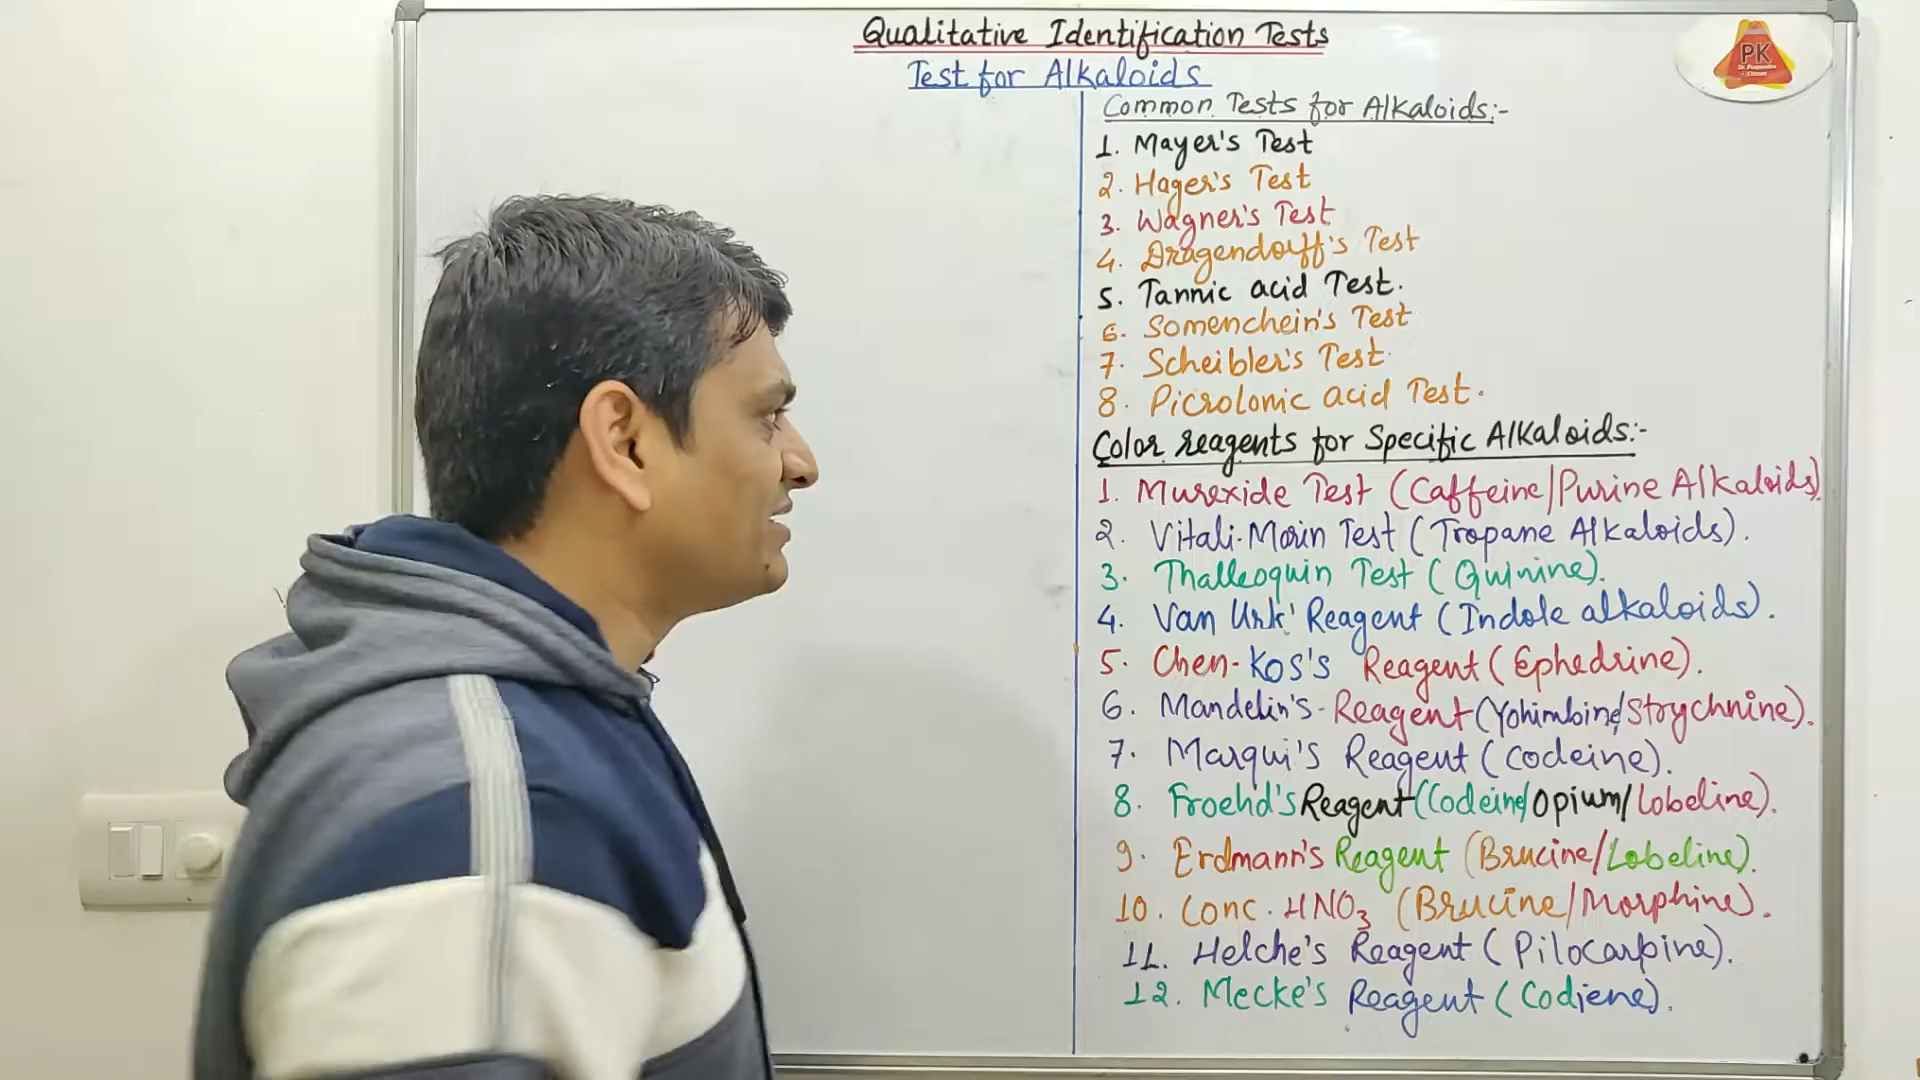 Qualitative Identification Tests
Test for Alkaloids
PK
Common Tests for Alkaloids:-
1. Mayer's Test
2. Hager's Test
3. Wagner's Test
4. Dragendorff's Test
5. Tannic acid Test.
6. Somenchein's Test
7. Scheibler's Test
8. Picrolonic acid Test.
Color reagents for Specific Alkaloids:-
1. Murexide Test (Caffeine/Purine Alkaloids)
2. Vitali-Morin Test (Tropane Alkaloids).
3. Thalleoquin Test (Quinine).
4. Van Urk' Reagent (Indole alkaloids).
5. Chen-Kos's Reagent (Ephedrine).
6. Mandelin's-Reagent (Yohimbine/Strychnine).
7. Marqui's Reagent (Codeine).
8. Froehd's Reagent (Codeine/Opium/Lobeline).
9. Erdmann's Reagent (Brucine/Lobeline).
10. Conc. HNO3 (Brucine/Morphine).
11. Helche's Reagent (Pilocarpine).
12. Mecke's Reagent (Codiene).